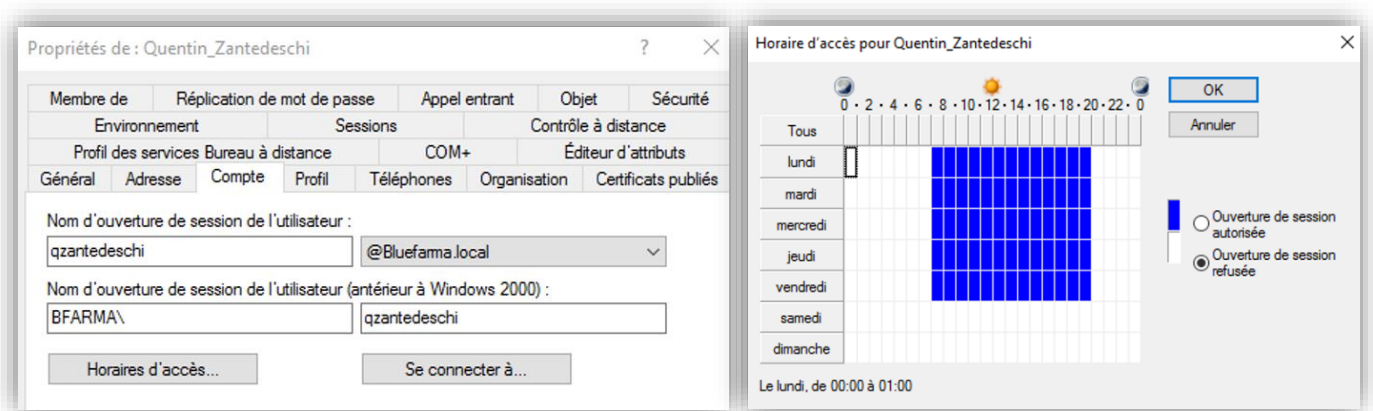 Propriétés de : Quentin_Zantedeschi ? ×
Membre de Réplication de mot de passe Appel entrant Objet Sécurité
Environnement Sessions Contrôle à distance
Profil des services Bureau à distance COM+ Éditeur d'attributs
Général Adresse Compte Profil Téléphones Organisation Certificats publiés
Nom d'ouverture de session de l'utilisateur :
qzantedeschi @Bluefarma.local
Nom d'ouverture de session de l'utilisateur (antérieur à Windows 2000) :
BFARMA\ qzantedeschi
Horaires d'accès... Se connecter à...
Horaire d'accès pour Quentin_Zantedeschi ×
0 · 2 · 4 · 6 · 8 · 10 · 12 · 14 · 16 · 18 · 20 · 22 · 0
Tous
lundi
mardi
mercredi
jeudi
vendredi
samedi
dimanche
OK
Annuler
Ouverture de session
autorisée
Ouverture de session
refusée
Le lundi, de 00:00 à 01:00